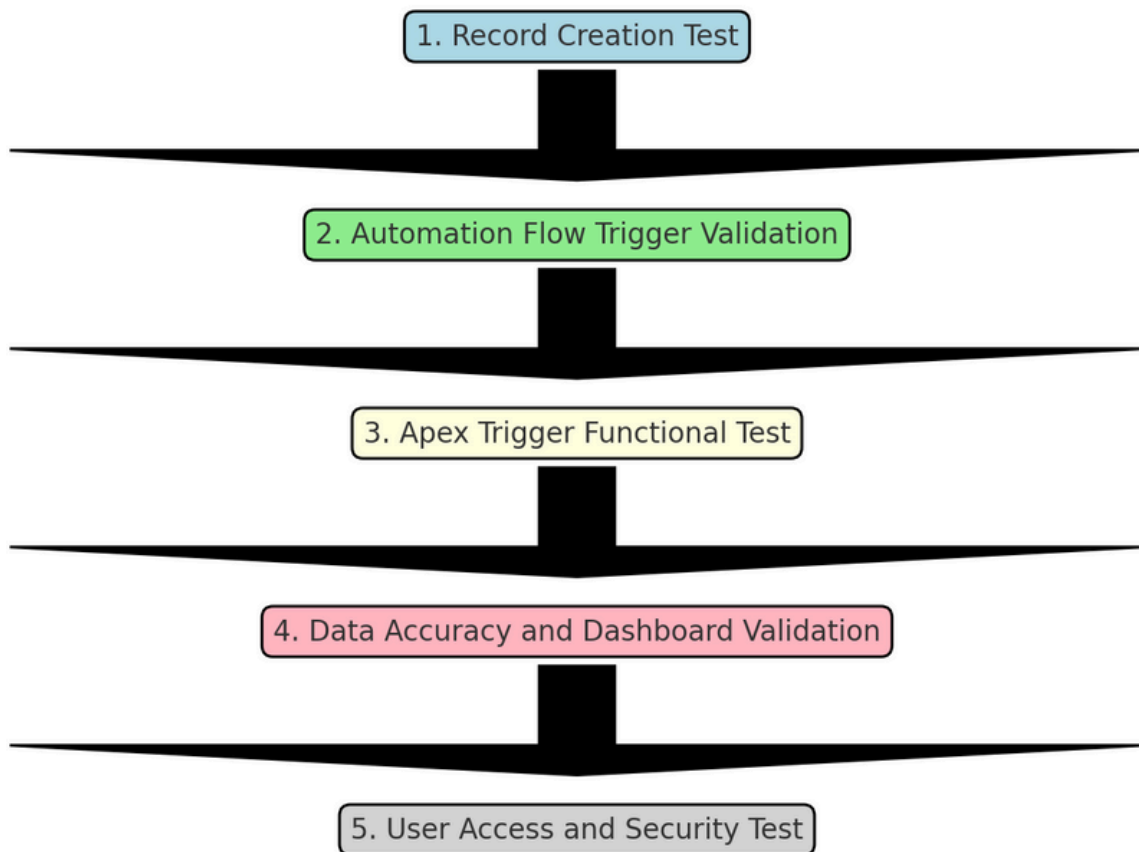 1. Record Creation Test
2. Automation Flow Trigger Validation
3. Apex Trigger Functional Test
4. Data Accuracy and Dashboard Validation
5. User Access and Security Test